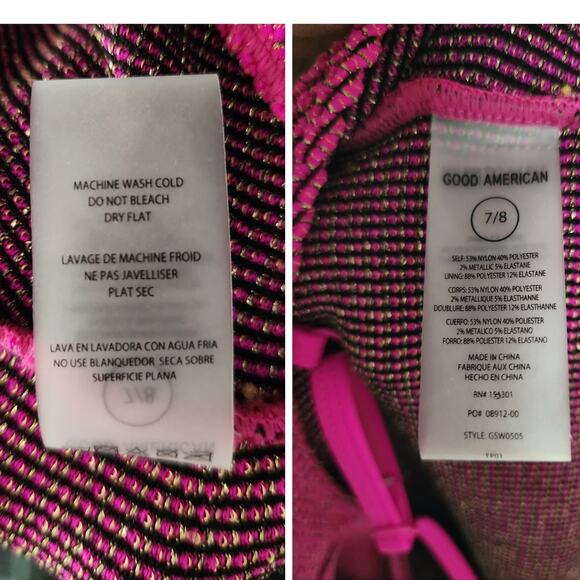 MACHINE WASH COLD
DO NOT BLEACH
DRY FLAT
LAVAGE DE MACHINE FROID
NE PAS JAVELLISER
PLAT SEC
LAVA EN LAVADORA CON AGUA FRIA
NO USE BLANQUEDOR SECA SOBRE
SUPERFICIE PLANA
GOOD AMERICAN
7/8
SELF: 53% NYLON 40% POLYESTER
2% METALLIC 5% ELASTANE
LINING: 88% POLYESTER 12% ELASTANE
CORPS: 53% NYLON 40% POLYESTER
2% METALLIQUE 5% ELASTHANNE
DOUBLURE: 88% POLYESTER 12% ELASTHANNE
CUERPO: 53% NYLON 40% POLIESTER
2% METALICO 5% ELASTANO
FORRO: 88% POLIESTER 12% ELASTANO
MADE IN CHINA
FABRIQUE AUX CHINA
HECHO EN CHINA
RN# 155301
PO# 08912-00
STYLE: GSW0505